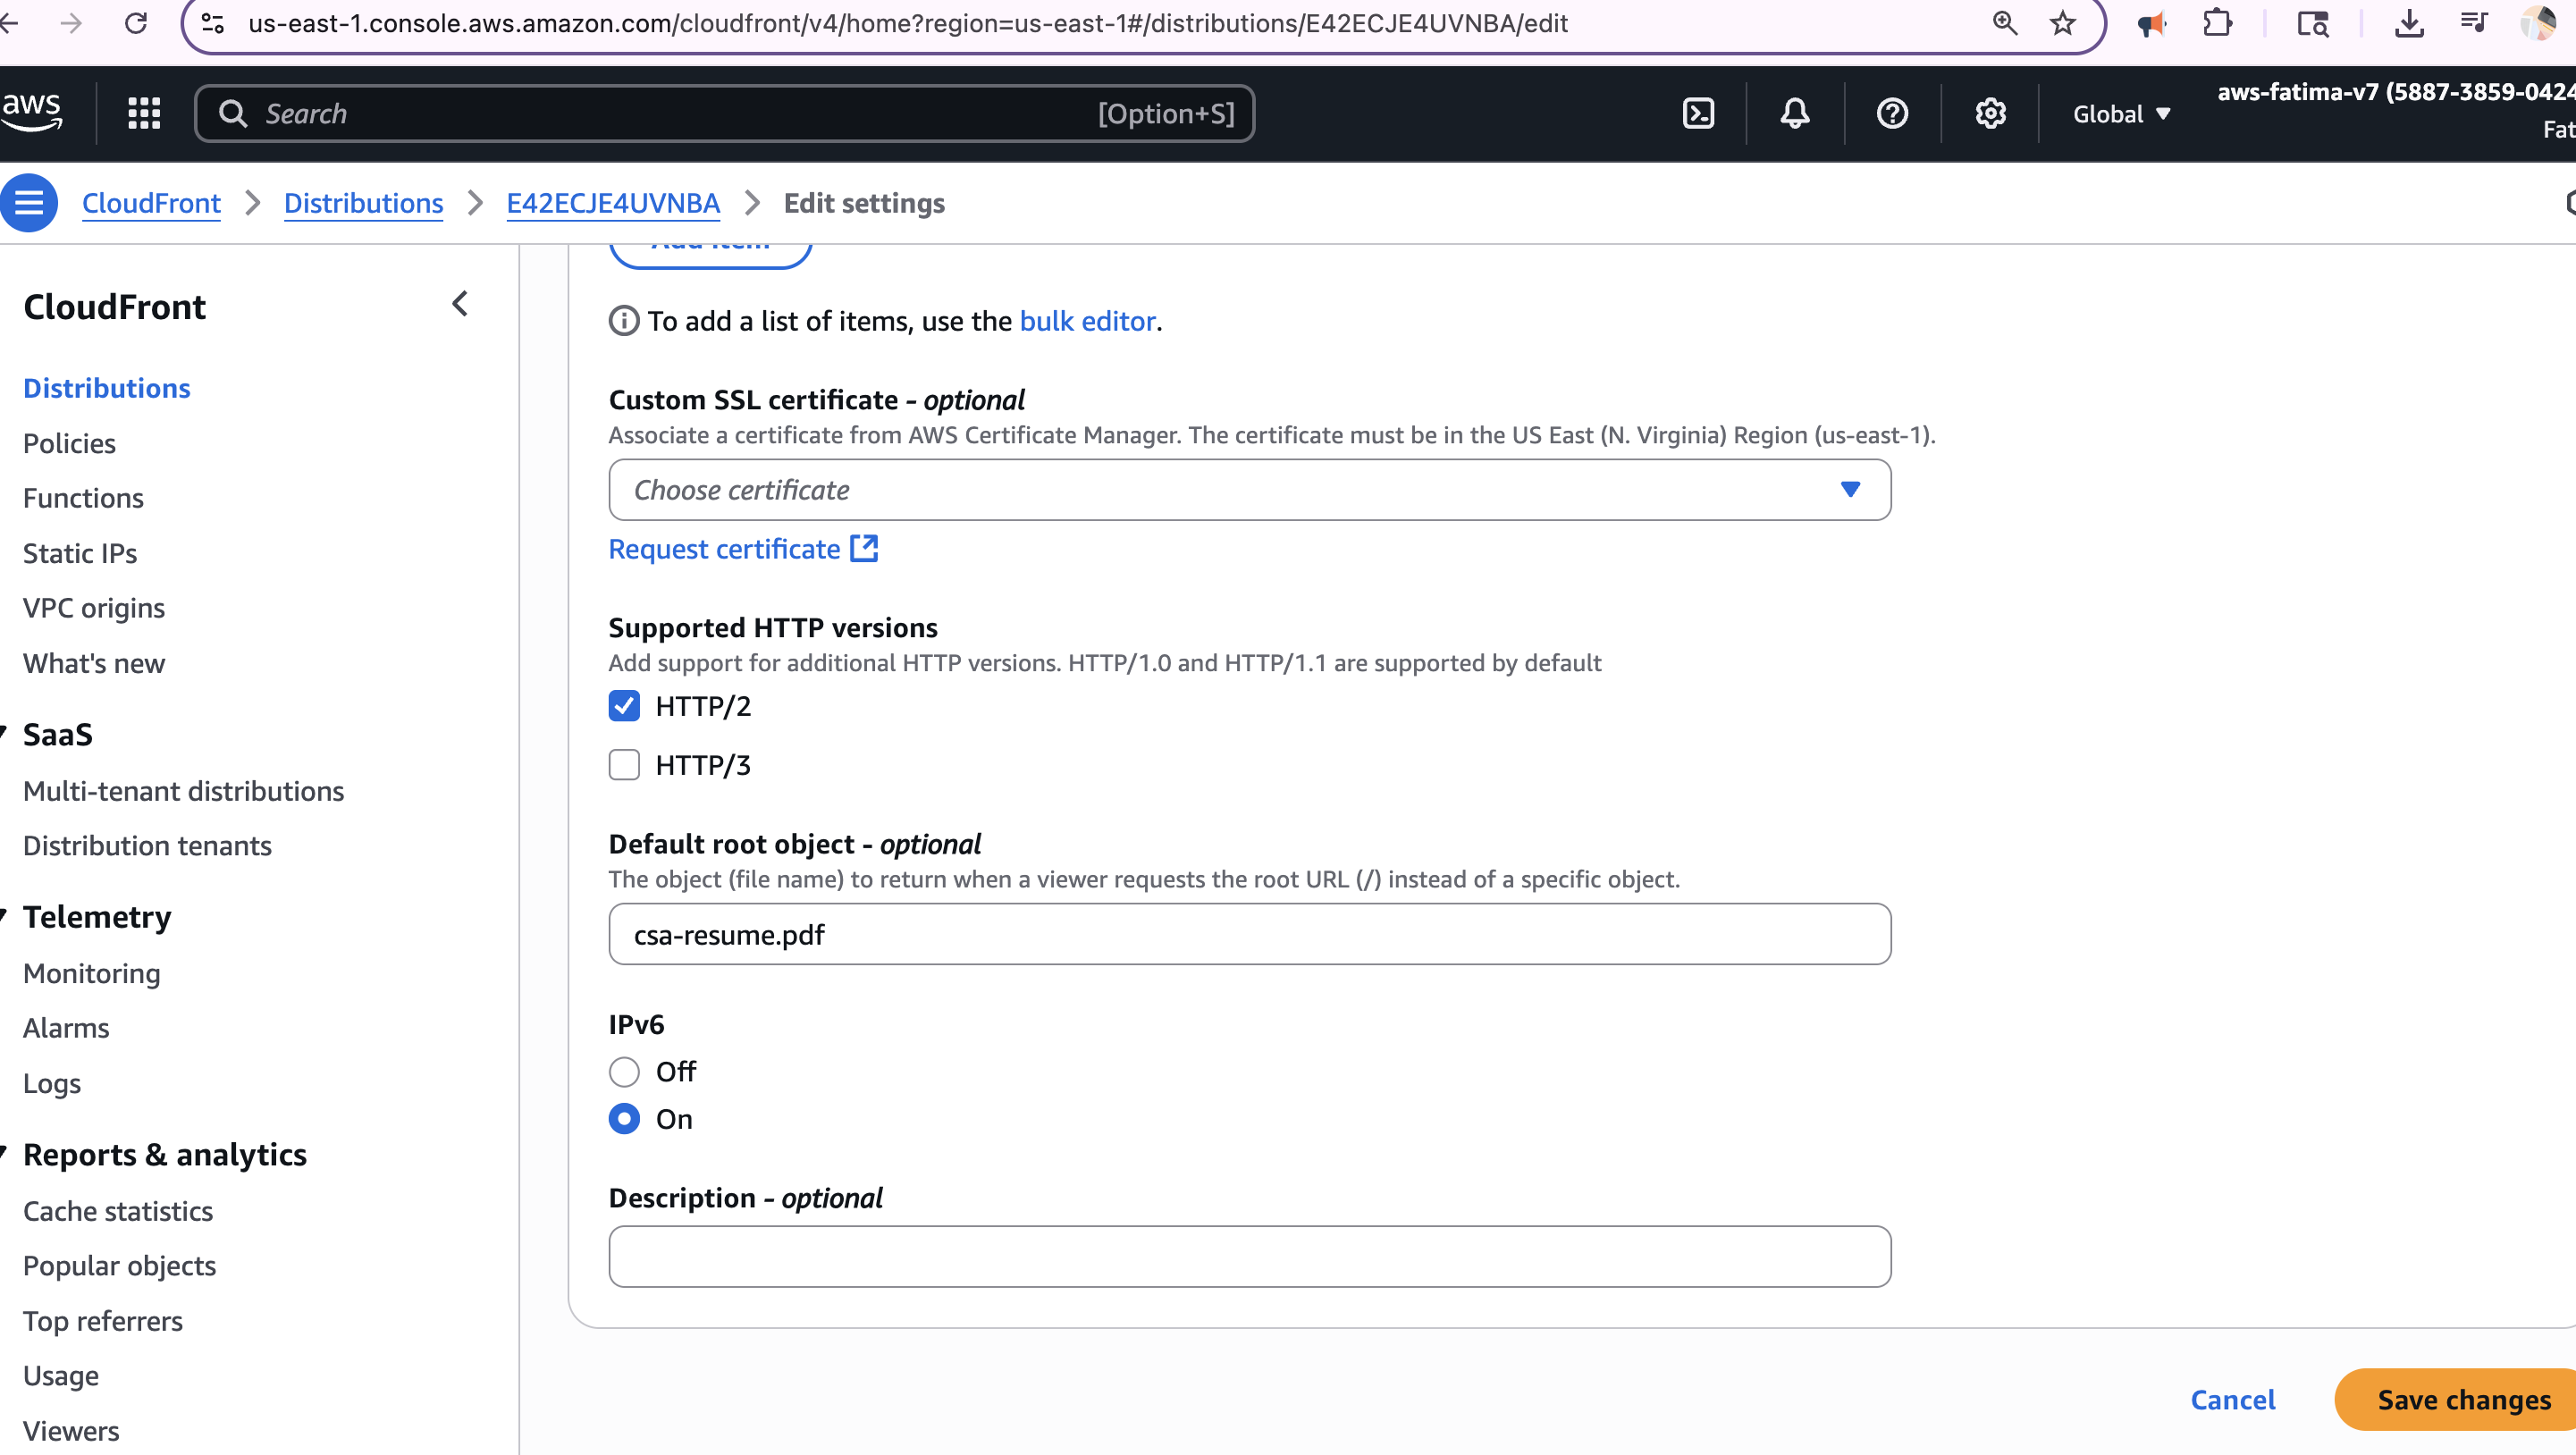 us-east-1.console.aws.amazon.com/cloudfront/v4/home?region=us-east-1#/distributions/E42ECJE4UVNBA/edit
aws
Search
[Option+S]
Global
aws-fatima-v7 (5887-3859-0424
Fat
CloudFront
Distributions
E42ECJE4UVNBA
Edit settings
Add item
CloudFront
Distributions
Policies
Functions
Static IPs
VPC origins
What's new
SaaS
Multi-tenant distributions
Distribution tenants
Telemetry
Monitoring
Alarms
Logs
Reports & analytics
Cache statistics
Popular objects
Top referrers
Usage
Viewers
To add a list of items, use the bulk editor.
Custom SSL certificate - optional
Associate a certificate from AWS Certificate Manager. The certificate must be in the US East (N. Virginia) Region (us-east-1).
Choose certificate
Request certificate
Supported HTTP versions
Add support for additional HTTP versions. HTTP/1.0 and HTTP/1.1 are supported by default
HTTP/2
HTTP/3
Default root object - optional
The object (file name) to return when a viewer requests the root URL (/) instead of a specific object.
csa-resume.pdf
IPv6
Off
On
Description - optional
Cancel
Save changes